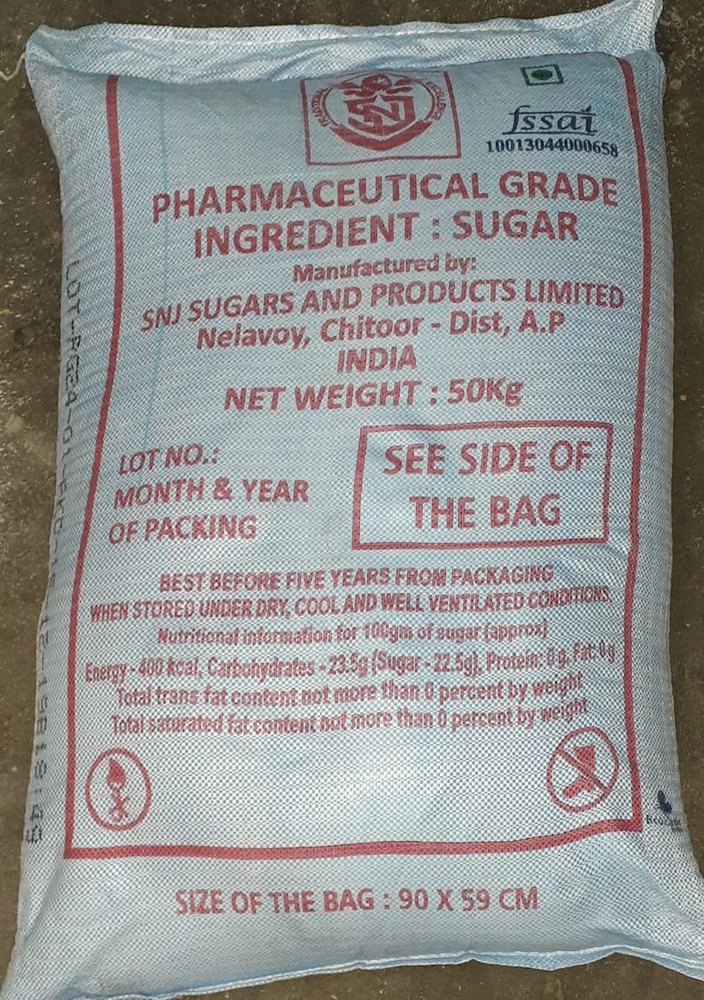 SNJ
fssai
10013044000658
PHARMACEUTICAL GRADE
INGREDIENT : SUGAR
Manufactured by:
SNJ SUGARS AND PRODUCTS LIMITED
Nelavoy, Chitoor - Dist, A.P
INDIA
NET WEIGHT : 50Kg
LOT NO.:
MONTH & YEAR
OF PACKING
SEE SIDE OF
THE BAG
BEST BEFORE FIVE YEARS FROM PACKAGING
WHEN STORED UNDER DRY, COOL AND WELL VENTILATED CONDITIONS.
Nutritional information for 100gm of sugar (approx)
Energy - 400 kcal, Carbohydrates - 23.5g (Sugar - 22.5g), Protein: 0 g, Fat: 0 g
Total trans fat content not more than 0 percent by weight
Total saturated fat content not more than 0 percent by weight
SIZE OF THE BAG : 90 X 59 CM